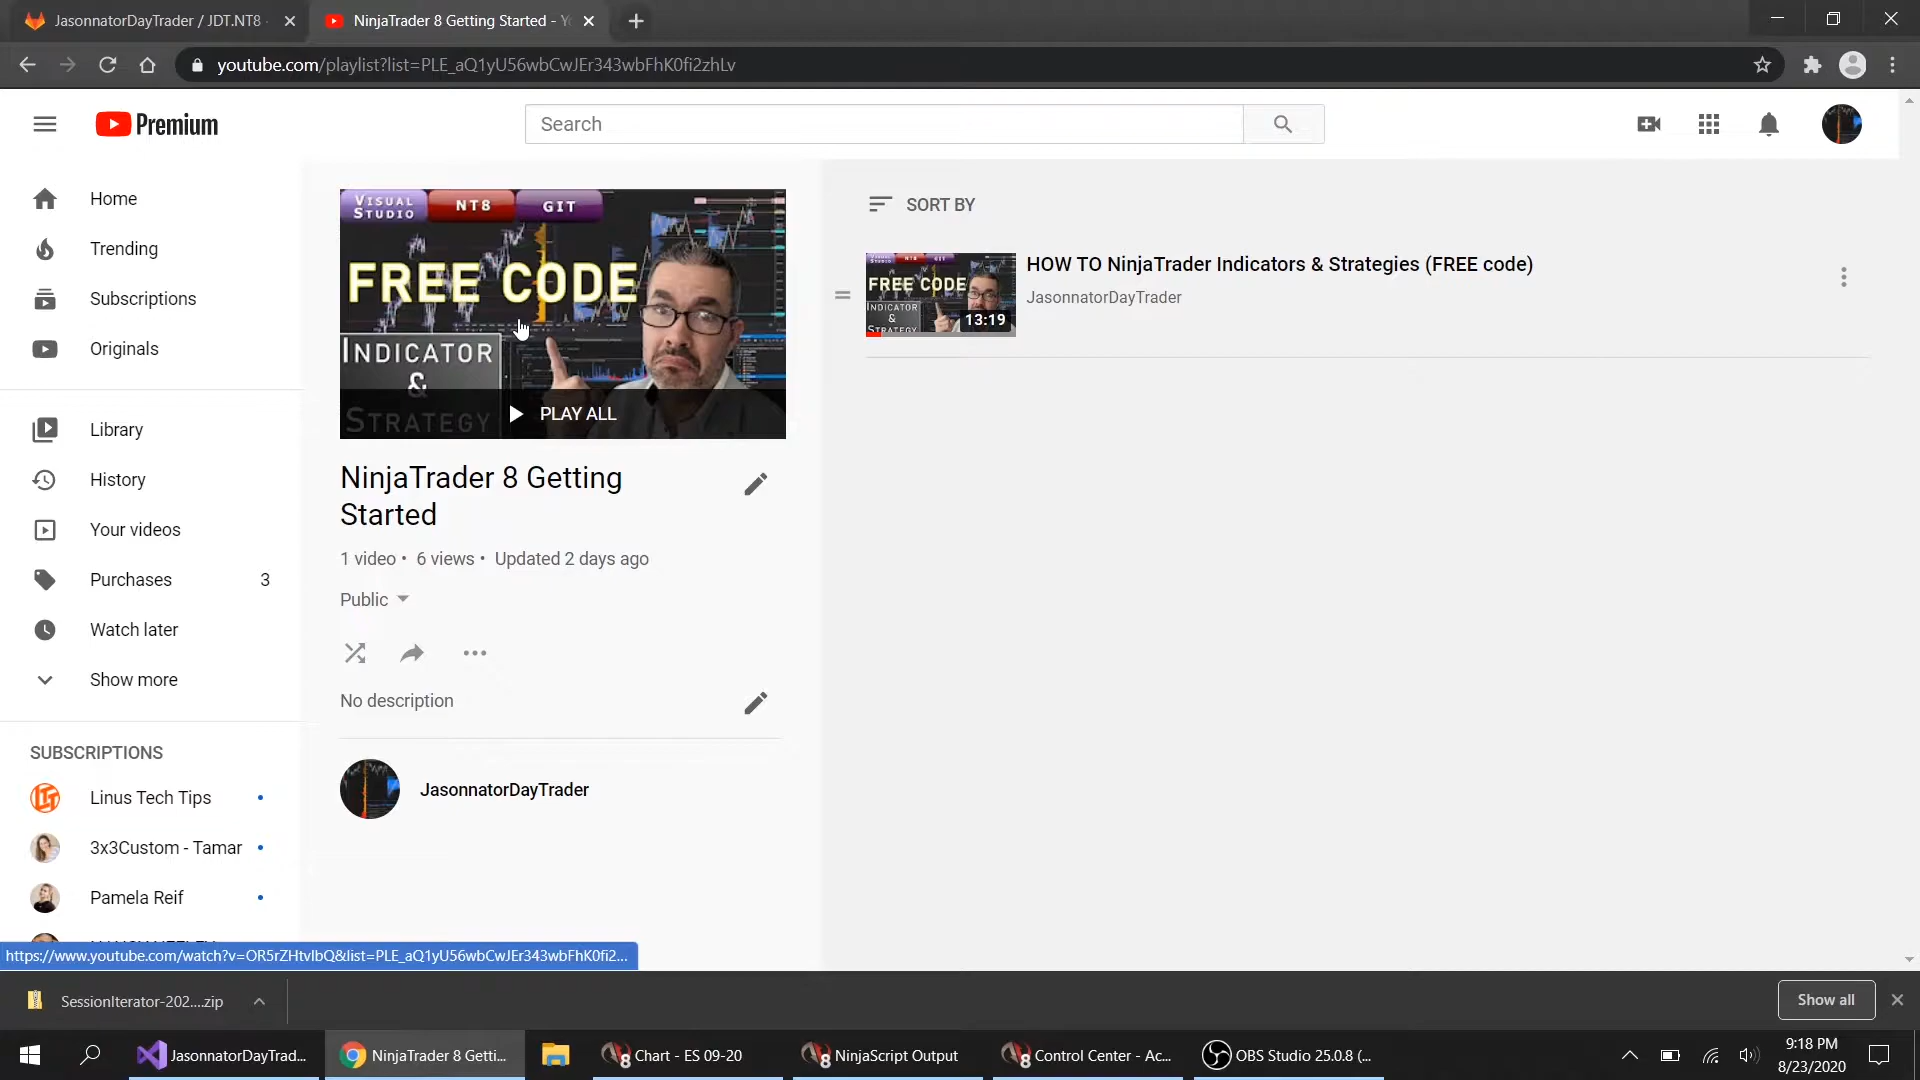 JasonnatorDayTrader / JDT.NT8
NinjaTrader 8 Getting Started - Y
youtube.com/playlist?list=PLE_aQ1yU56wbCwJEr343wbFhK0fi2zhLv
Premium
Search
Home
Trending
Subscriptions
Originals
Library
History
Your videos
Purchases 3
Watch later
Show more
SUBSCRIPTIONS
Linus Tech Tips
3x3Custom - Tamar
Pamela Reif
VISUAL STUDIO NT8 GIT
FREE CODE
INDICATOR
&
STRATEGY
PLAY ALL
NinjaTrader 8 Getting
Started
1 video • 6 views • Updated 2 days ago
Public
No description
JasonnatorDayTrader
SORT BY
VISUAL STUDIO NT8 GIT
FREE CODE
INDICATOR
&
STRATEGY
13:19
HOW TO NinjaTrader Indicators & Strategies (FREE code)
JasonnatorDayTrader
https://www.youtube.com/watch?v=OR5rZHtvlbQ&list=PLE_aQ1yU56wbCwJEr343wbFhK0fi2...
SessionIterator-202....zip
Show all
JasonnatorDayTrad...
NinjaTrader 8 Getti...
Chart - ES 09-20
NinjaScript Output
Control Center - Ac...
OBS Studio 25.0.8 (...
9:18 PM
8/23/2020